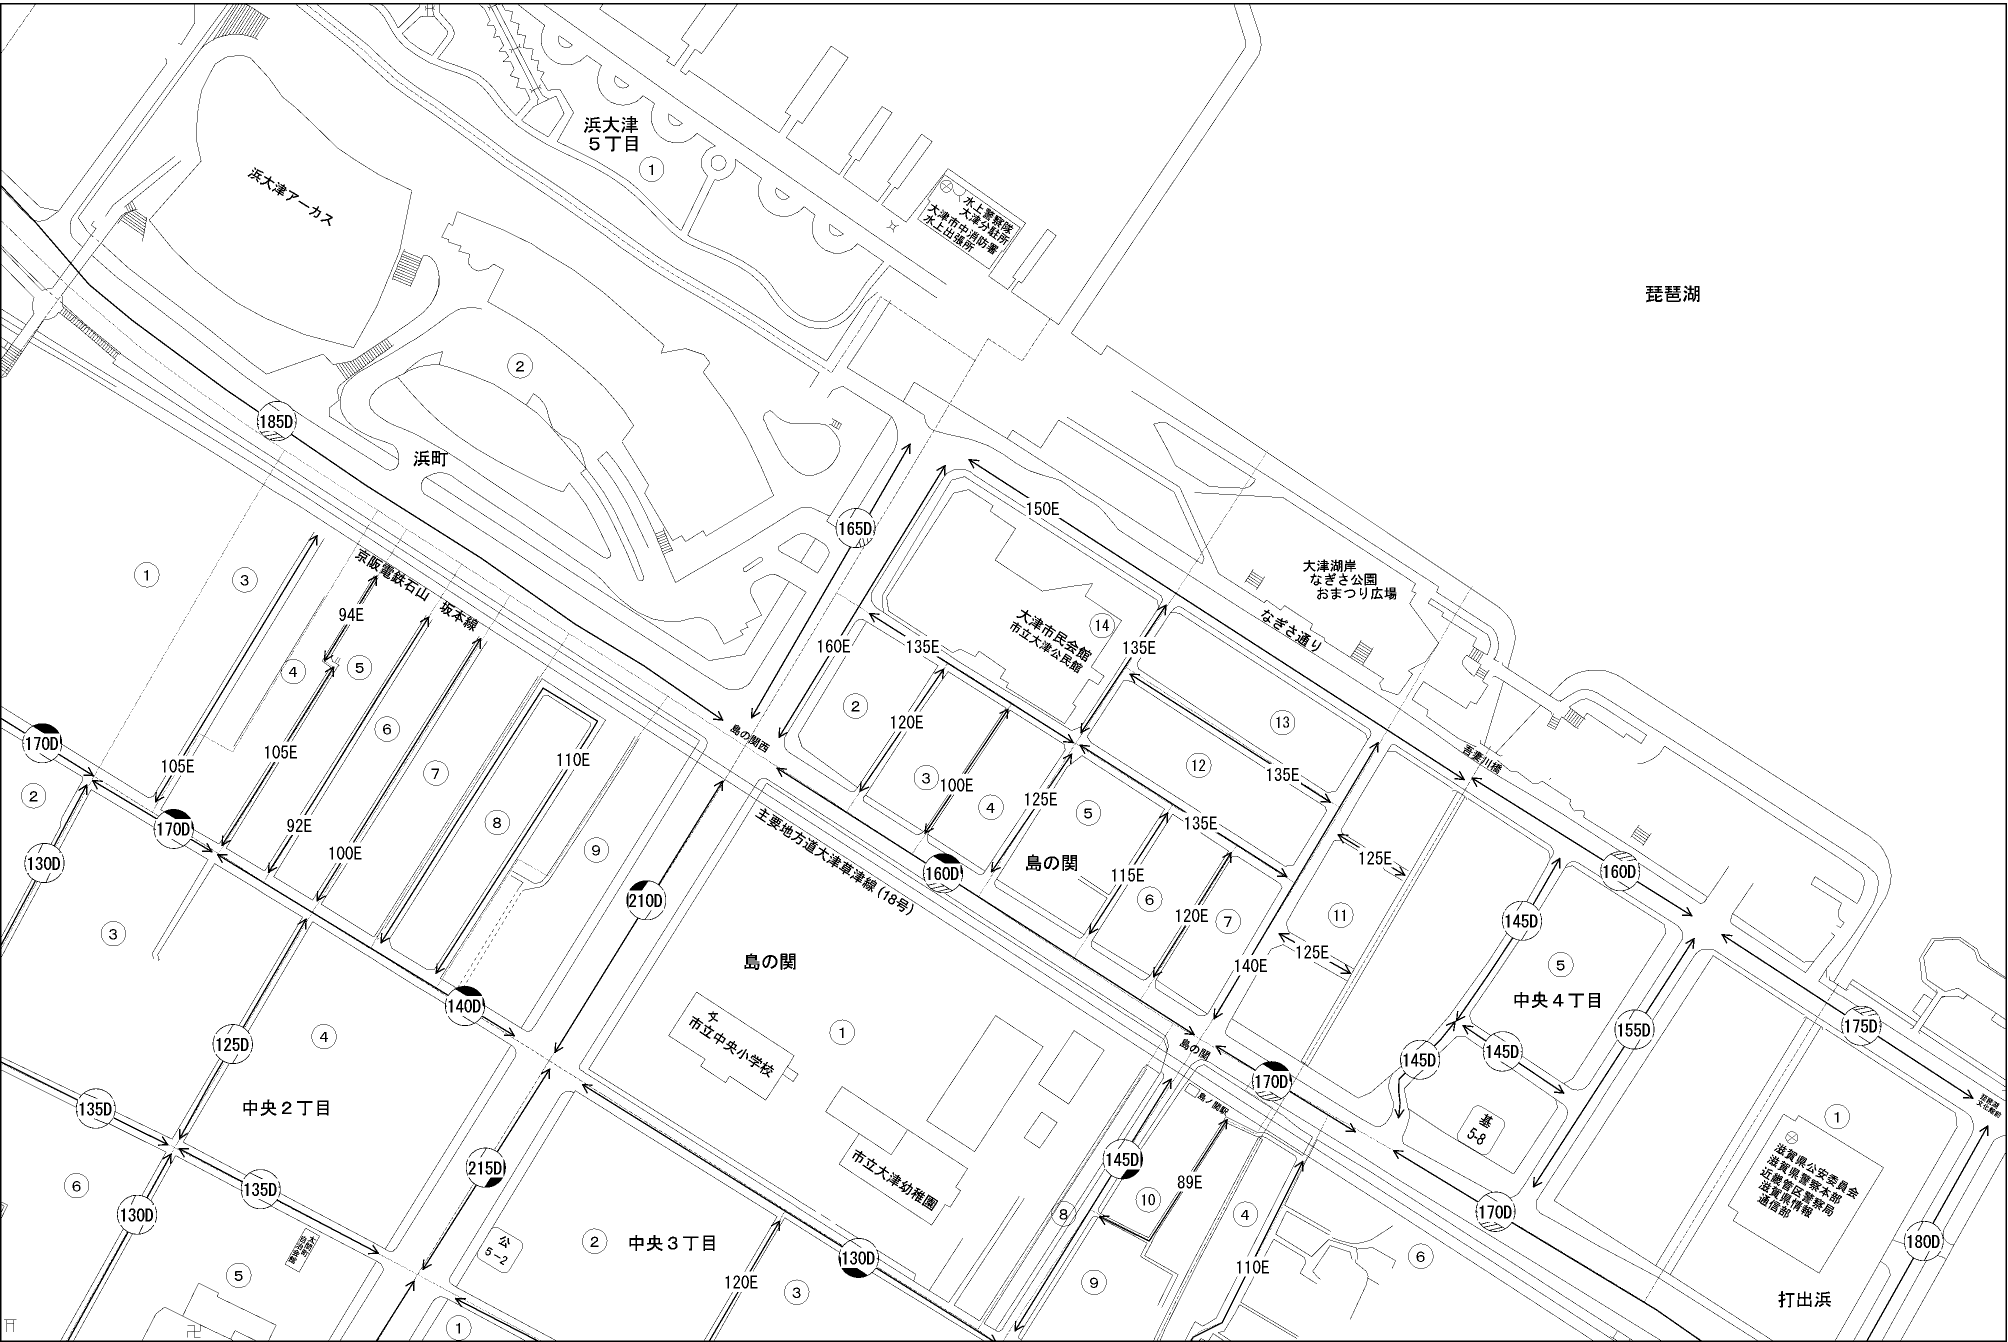 浜大津
５丁目
①
浜大津アーカス
水上警察隊
大津分駐所
大津市中消防署
水上出張所
琵琶湖
②
185D
浜町
165D
150E
京阪電鉄石山 坂本線
①
③
94E
④
⑤
⑥
⑦
⑧
⑨
105E
105E
92E
100E
110E
170D
170D
②
130D
③
140D
210D
島の関西
160E
135E
大津市民会館
市立大津公民館
⑭
135E
大津湖岸
なぎさ公園
おまつり広場
なぎさ通り
吾妻川橋
②
120E
③
100E
④
125E
⑤
⑬
⑫
135E
135E
125E
主要地方道大津草津線(18号)
160D
島の関
115E
⑥
120E
⑦
⑪
125E
140E
160D
145D
⑤
中央４丁目
155D
175D
145D
145D
島の関
①
市立中央小学校
島の関
170D
島ノ関駅
125D
④
中央２丁目
135D
135D
⑥
130D
⑤
215D
市立大津幼稚園
145D
89E
⑩
⑧
④
基
5-8
170D
①
滋賀県公安委員会
滋賀県警察本部
近畿管区警察局
滋賀県情報
通信部
180D
公
5-2
②
中央３丁目
120E
③
130D
⑨
110E
⑥
打出浜
①